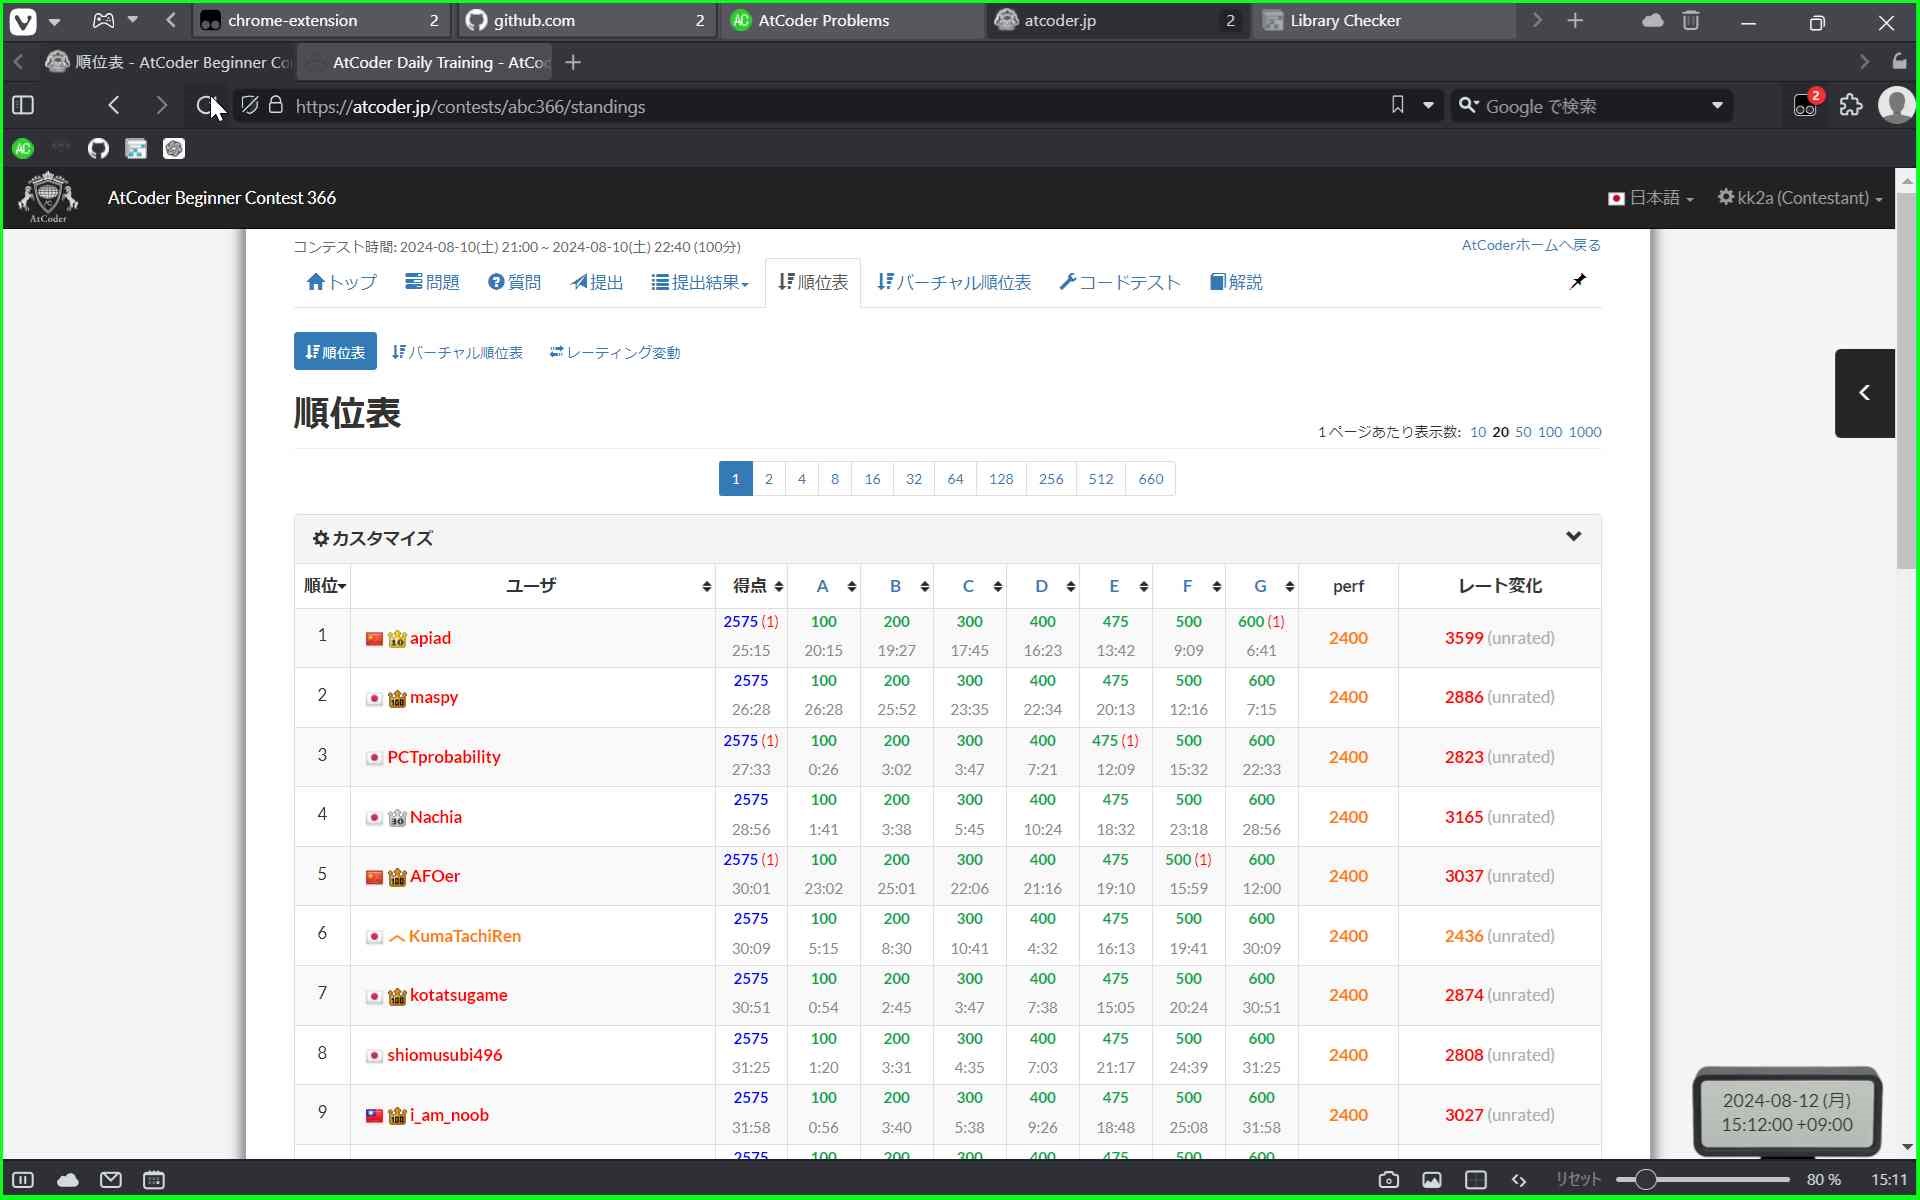 chrome-extension 2 github.com 2 AtCoder Problems atcoder.jp 2 Library Checker
順位表 - AtCoder Beginner Co AtCoder Daily Training - AtCo
https://atcoder.jp/contests/abc366/standings Google で検索 2
AtCoder Beginner Contest 366 日本語 kk2a (Contestant)
AtCoder
コンテスト時間: 2024-08-10(土) 21:00 ~ 2024-08-10(土) 22:40 (100分) AtCoderホームへ戻る
トップ 問題 質問 提出 提出結果 順位表 バーチャル順位表 コードテスト 解説
順位表 バーチャル順位表 レーティング変動
順位表
1ページあたり表示数: 10 20 50 100 1000
1 2 4 8 16 32 64 128 256 512 660
カスタマイズ
順位 ユーザ 得点 A B C D E F G perf レート変化
1 apiad 2575 (1) 100 200 300 400 475 500 600 (1) 2400 3599 (unrated)
25:15 20:15 19:27 17:45 16:23 13:42 9:09 6:41
2 maspy 2575 100 200 300 400 475 500 600 2400 2886 (unrated)
26:28 26:28 25:52 23:35 22:34 20:13 12:16 7:15
3 PCTprobability 2575 (1) 100 200 300 400 475 (1) 500 600 2400 2823 (unrated)
27:33 0:26 3:02 3:47 7:21 12:09 15:32 22:33
4 Nachia 2575 100 200 300 400 475 500 600 2400 3165 (unrated)
28:56 1:41 3:38 5:45 10:24 18:32 23:18 28:56
5 AFOer 2575 (1) 100 200 300 400 475 500 (1) 600 2400 3037 (unrated)
30:01 23:02 25:01 22:06 21:16 19:10 15:59 12:00
6 KumaTachiRen 2575 100 200 300 400 475 500 600 2400 2436 (unrated)
30:09 5:15 8:30 10:41 4:32 16:13 19:41 30:09
7 kotatsugame 2575 100 200 300 400 475 500 600 2400 2874 (unrated)
30:51 0:54 2:45 3:47 7:38 15:05 20:24 30:51
8 shiomusubi496 2575 100 200 300 400 475 500 600 2400 2808 (unrated)
31:25 1:20 3:31 4:35 7:03 21:17 24:39 31:25
9 i_am_noob 2575 100 200 300 400 475 500 600 2400 3027 (unrated)
31:58 0:56 3:40 5:38 9:26 18:48 25:08 31:58
2575 100 200 300 400 475 500 600
2024-08-12 (月)
15:12:00 +09:00
リセット 80 % 15:11